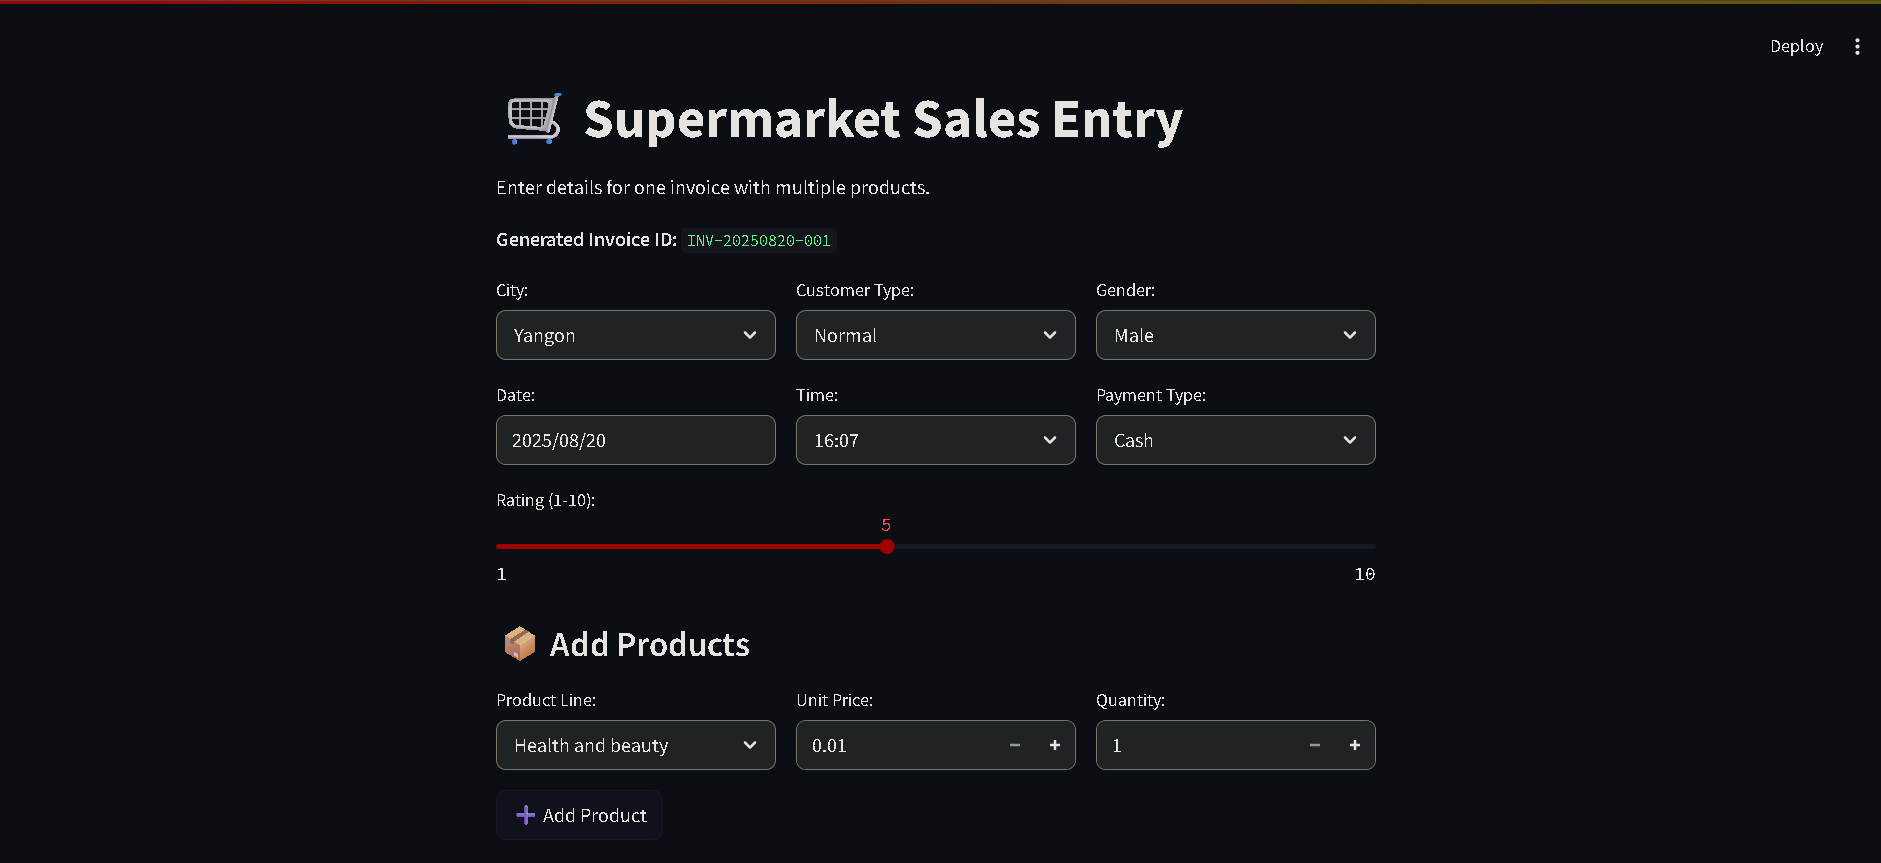 Deploy
Supermarket Sales Entry
Enter details for one invoice with multiple products.
Generated Invoice ID: INV-20250820-001
City: Customer Type: Gender:
Yangon Normal Male
Date: Time: Payment Type:
2025/08/20 16:07 Cash
Rating (1-10):
5
1 10
Add Products
Product Line: Unit Price: Quantity:
Health and beauty 0.01 − + 1 − +
Add Product